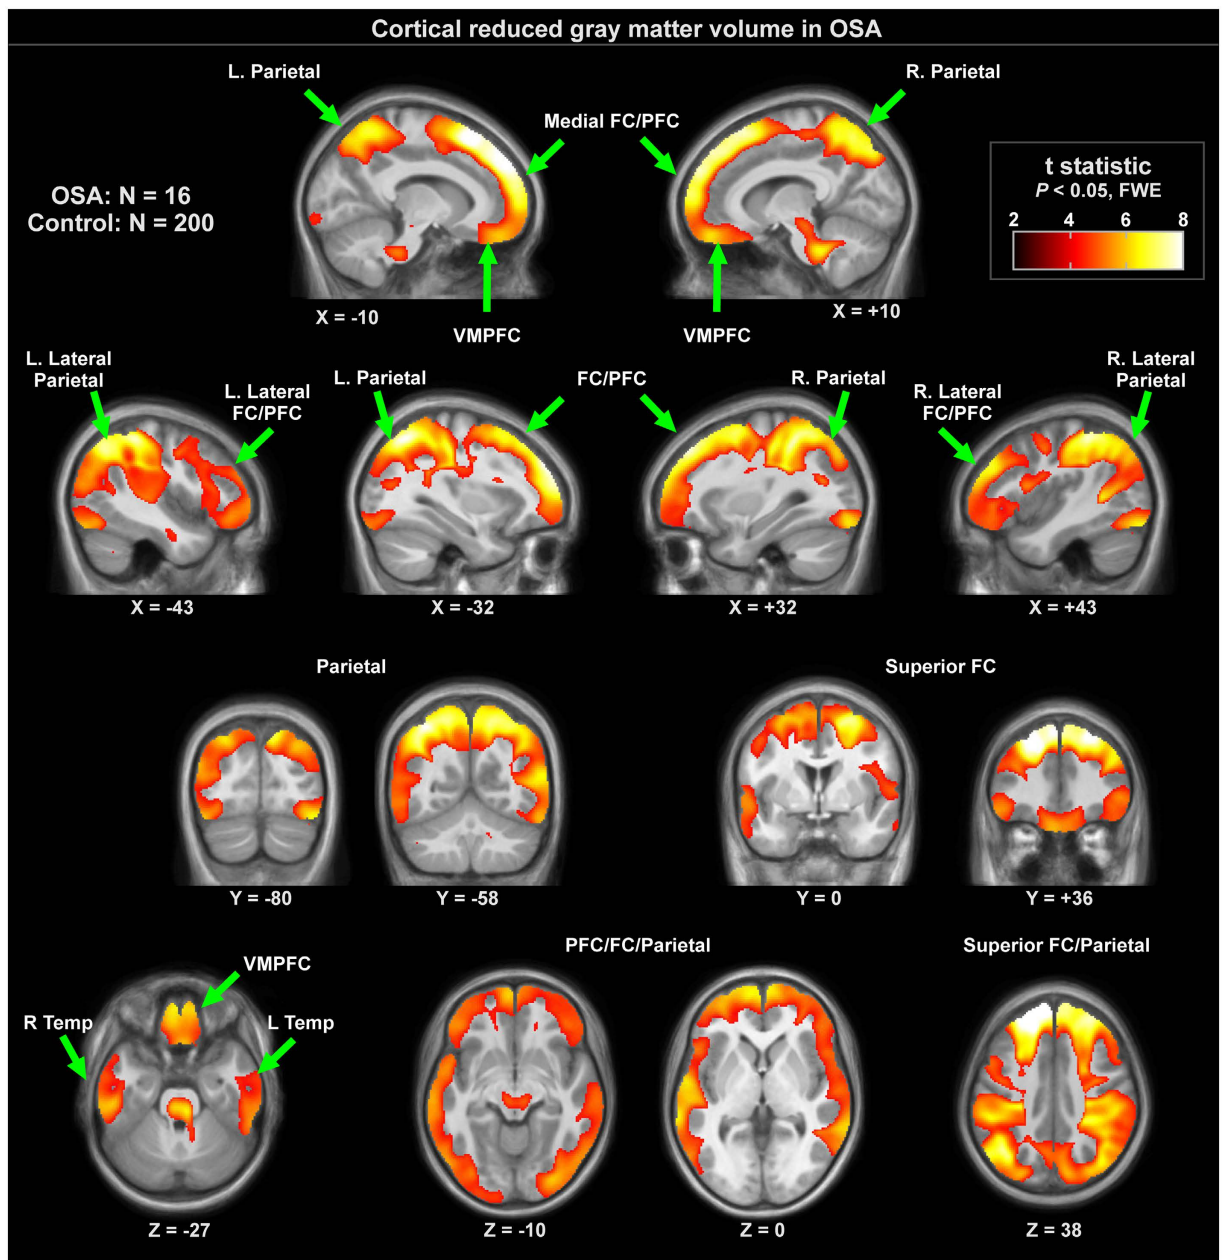 Cortical reduced gray matter volume in OSA
L. Parietal
R. Parietal
Medial FC/PFC
OSA: N = 16
Control: N = 200
t statistic
P < 0.05, FWE
2 4 6 8
X = -10
X = +10
VMPFC
VMPFC
L. Lateral
Parietal
L. Lateral
FC/PFC
L. Parietal
FC/PFC
R. Parietal
R. Lateral
FC/PFC
R. Lateral
Parietal
X = -43
X = -32
X = +32
X = +43
Parietal
Superior FC
Y = -80
Y = -58
Y = 0
Y = +36
VMPFC
R Temp
L Temp
PFC/FC/Parietal
Superior FC/Parietal
Z = -27
Z = -10
Z = 0
Z = 38